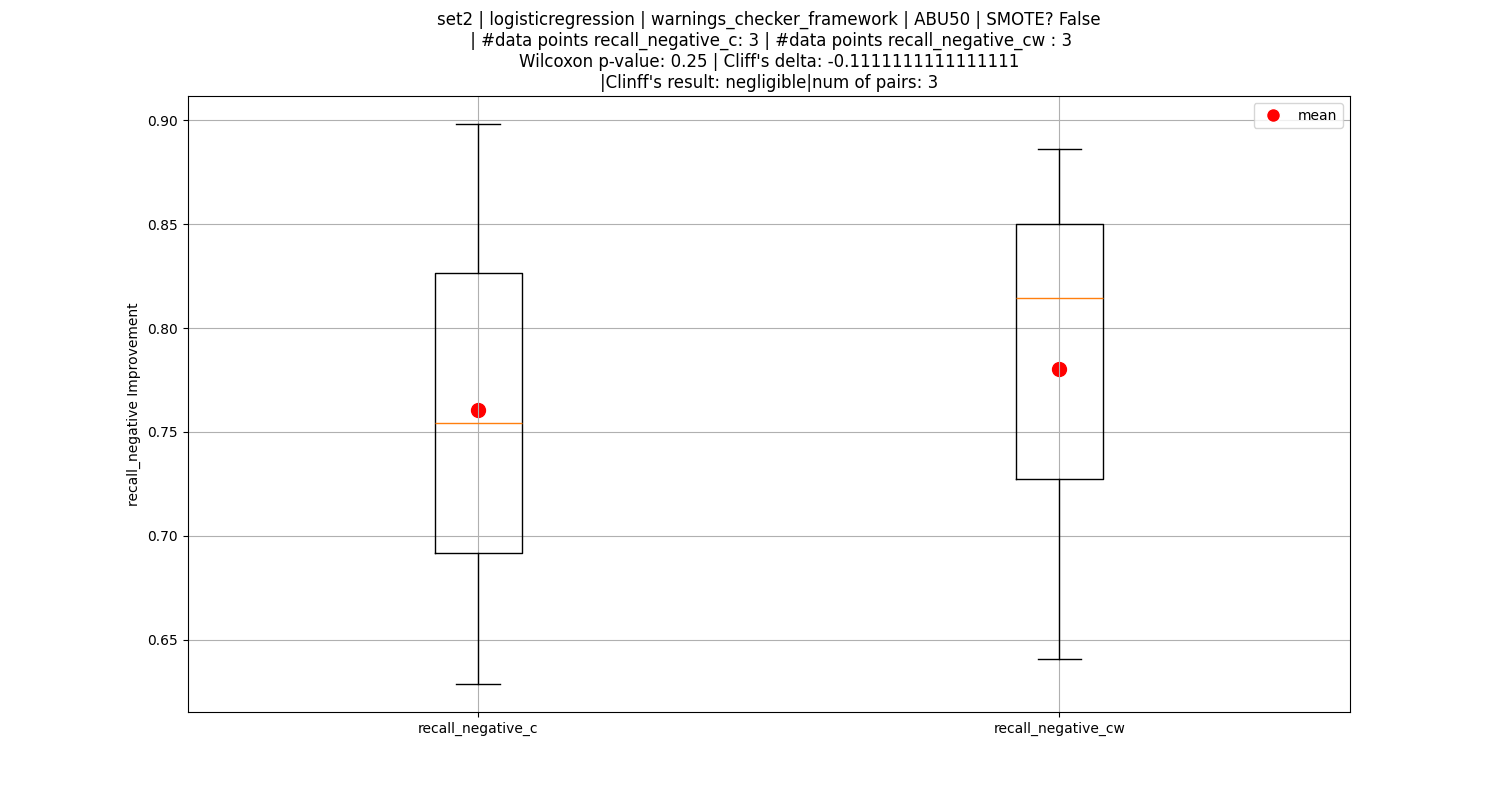 set2 | logisticregression | warnings_checker_framework | ABU50 | SMOTE? False
| #data points recall_negative_c: 3 | #data points recall_negative_cw : 3
Wilcoxon p-value: 0.25 | Cliff's delta: -0.1111111111111111
|Clinff's result: negligible|num of pairs: 3
mean
0.90
0.85
0.80
0.75
0.70
0.65
recall_negative Improvement
recall_negative_c
recall_negative_cw